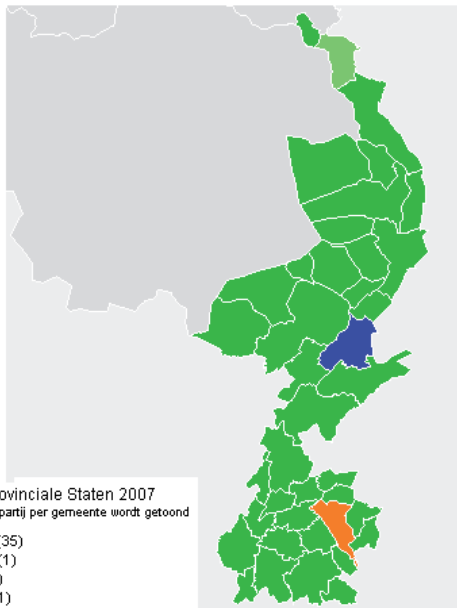 ovinciale Staten 2007
partij per gemeente wordt getoond
35)
1)
)
1)